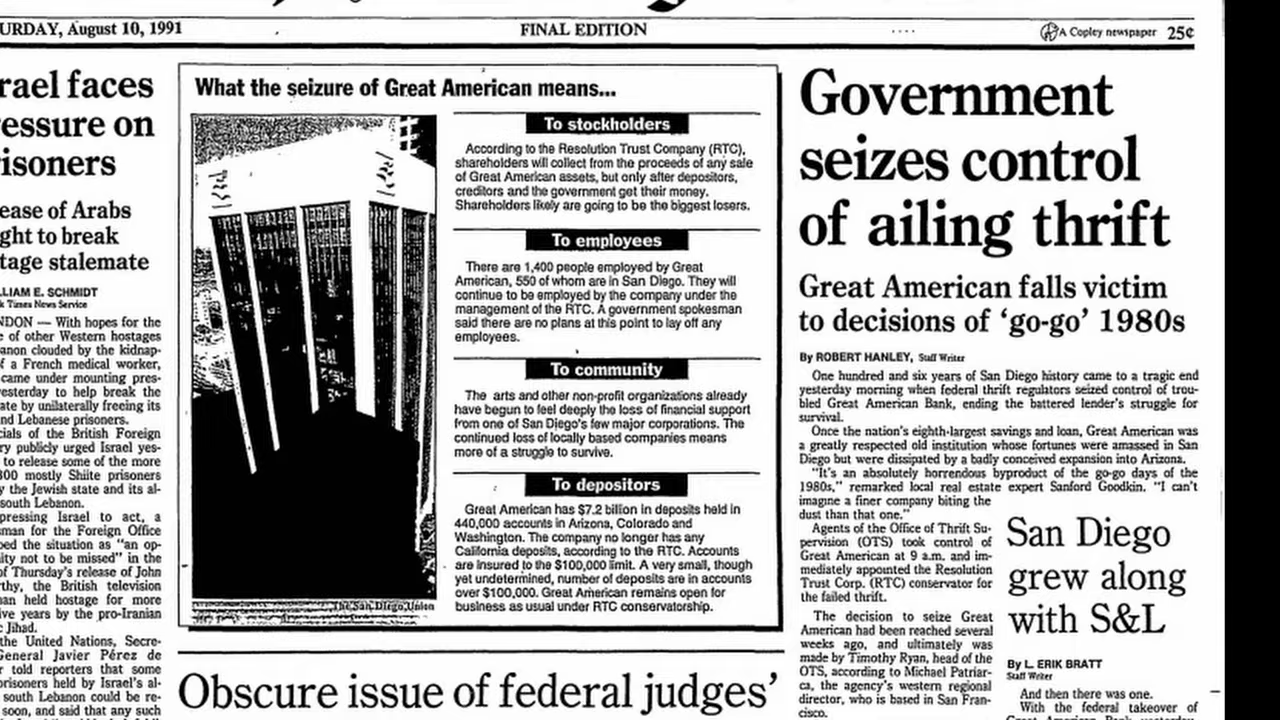 URDAY, August 10, 1991
FINAL EDITION
A Copley newspaper 25¢
rael faces
essure on
isoners
ease of Arabs
ght to break
tage stalemate
LLIAM E. SCHMIDT
k Times News Service
NDON — With hopes for the
e of other Western hostages
anon clouded by the kidnap-
f a French medical worker,
came under mounting pres-
yesterday to help break the
ate by unilaterally freeing its
nd Lebanese prisoners.
cials of the British Foreign
ry publicly urged Israel yes-
to release some of the more
300 mostly Shiite prisoners
y the Jewish state and its al-
south Lebanon.
pressing Israel to act, a
sman for the Foreign Office
bed the situation as "an op-
nity not to be missed" in the
of Thursday's release of John
rthy, the British television
an held hostage for more
ive years by the pro-Iranian
c Jihad.
the United Nations, Secre-
General Javier Pérez de
r told reporters that some
prisoners held by Israel's al-
south Lebanon could be re-
soon, and said that any such
What the seizure of Great American means...
The San Diego Union
To stockholders
According to the Resolution Trust Company (RTC),
shareholders will collect from the proceeds of any sale
of Great American assets, but only after depositors,
creditors and the government get their money.
Shareholders likely are going to be the biggest losers.
To employees
There are 1,400 people employed by Great
American, 550 of whom are in San Diego. They will
continue to be employed by the company under the
management of the RTC. A government spokesman
said there are no plans at this point to lay off any
employees.
To community
The arts and other non-profit organizations already
have begun to feel deeply the loss of financial support
from one of San Diego's few major corporations. The
continued loss of locally based companies means
more of a struggle to survive.
To depositors
Great American has $7.2 billion in deposits held in
440,000 accounts in Arizona, Colorado and
Washington. The company no longer has any
California deposits, according to the RTC. Accounts
are insured to the $100,000 limit. A very small, though
yet undetermined, number of deposits are in accounts
over $100,000. Great American remains open for
business as usual under RTC conservatorship.
Obscure issue of federal judges'
Government
seizes control
of ailing thrift
Great American falls victim
to decisions of 'go-go' 1980s
By ROBERT HANLEY, Staff Writer
One hundred and six years of San Diego history came to a tragic end
yesterday morning when federal thrift regulators seized control of trou-
bled Great American Bank, ending the battered lender's struggle for
survival.
Once the nation's eighth-largest savings and loan, Great American was
a greatly respected old institution whose fortunes were amassed in San
Diego but were dissipated by a badly conceived expansion into Arizona.
"It's an absolutely horrendous byproduct of the go-go days of the
1980s," remarked local real estate expert Sanford Goodkin. "I can't
imagine a finer company biting the
dust than that one."
Agents of the Office of Thrift Su-
pervision (OTS) took control of
Great American at 9 a.m. and im-
mediately appointed the Resolution
Trust Corp. (RTC) conservator for
the failed thrift.
The decision to seize Great
American had been reached several
weeks ago, and ultimately was
made by Timothy Ryan, head of the
OTS, according to Michael Patriar-
ca, the agency's western regional
director, who is based in San Fran-
cisco.
San Diego
grew along
with S&L
By L. ERIK BRATT
Staff Writer
And then there was one.
With the federal takeover of